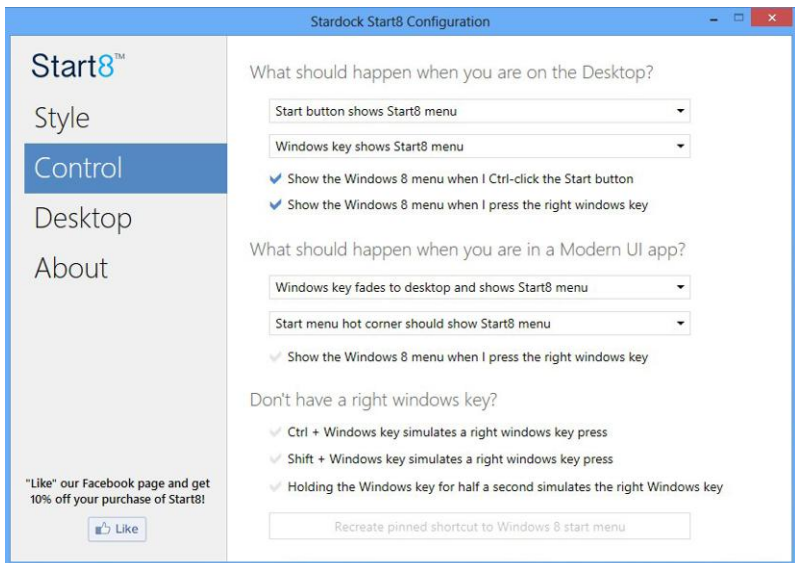 Stardock Start8 Configuration
Start8™
Style
Control
Desktop
About
"Like" our Facebook page and get
10% off your purchase of Start8!
Like
What should happen when you are on the Desktop?
Start button shows Start8 menu
Windows key shows Start8 menu
Show the Windows 8 menu when I Ctrl-click the Start button
Show the Windows 8 menu when I press the right windows key
What should happen when you are in a Modern UI app?
Windows key fades to desktop and shows Start8 menu
Start menu hot corner should show Start8 menu
Show the Windows 8 menu when I press the right windows key
Don't have a right windows key?
Ctrl + Windows key simulates a right windows key press
Shift + Windows key simulates a right windows key press
Holding the Windows key for half a second simulates the right Windows key
Recreate pinned shortcut to Windows 8 start menu